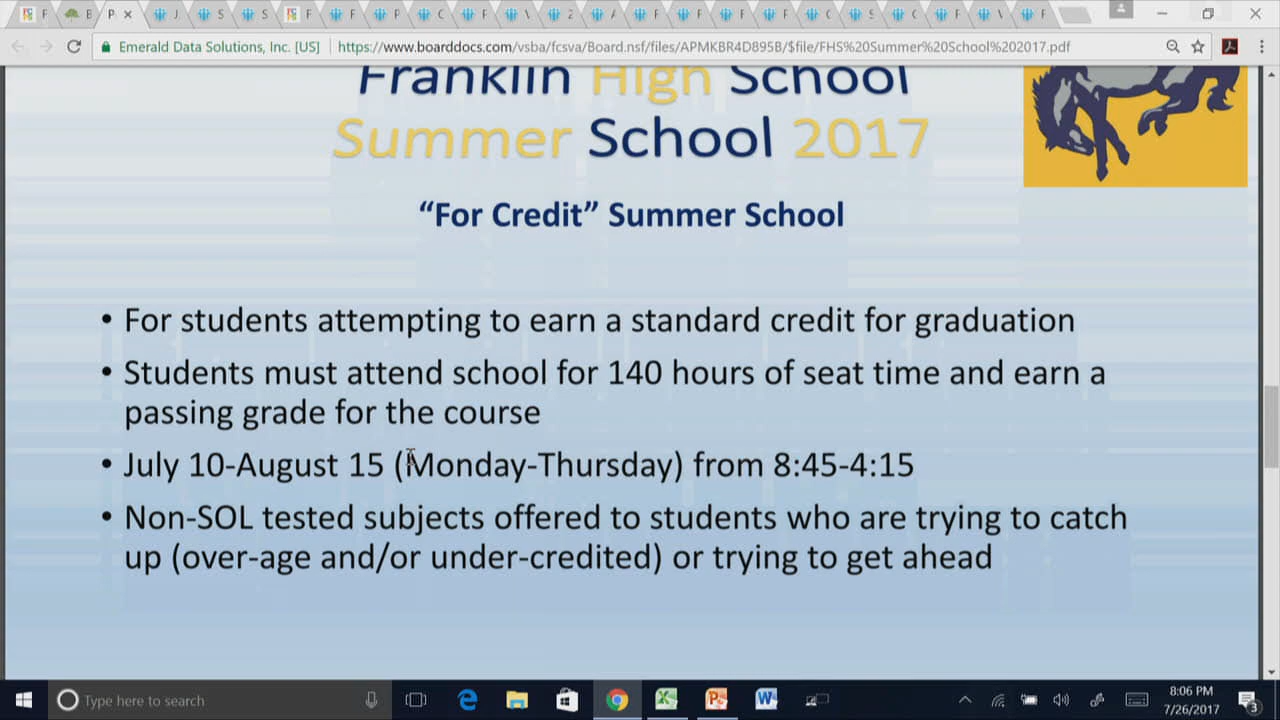 F
B
P
J
S
S
F
F
P
C
F
V
2
A
F
F
F
C
S
C
F
V
F
Emerald Data Solutions, Inc. [US]
https://www.boarddocs.com/vsba/fcsva/Board.nsf/files/APMKBR4D895B/$file/FHS%20Summer%20School%202017.pdf
Franklin High School
Summer School 2017
“For Credit” Summer School
• For students attempting to earn a standard credit for graduation
• Students must attend school for 140 hours of seat time and earn a
passing grade for the course
• July 10-August 15 (Monday-Thursday) from 8:45-4:15
• Non-SOL tested subjects offered to students who are trying to catch
up (over-age and/or under-credited) or trying to get ahead
Type here to search
8:06 PM
7/26/2017
3